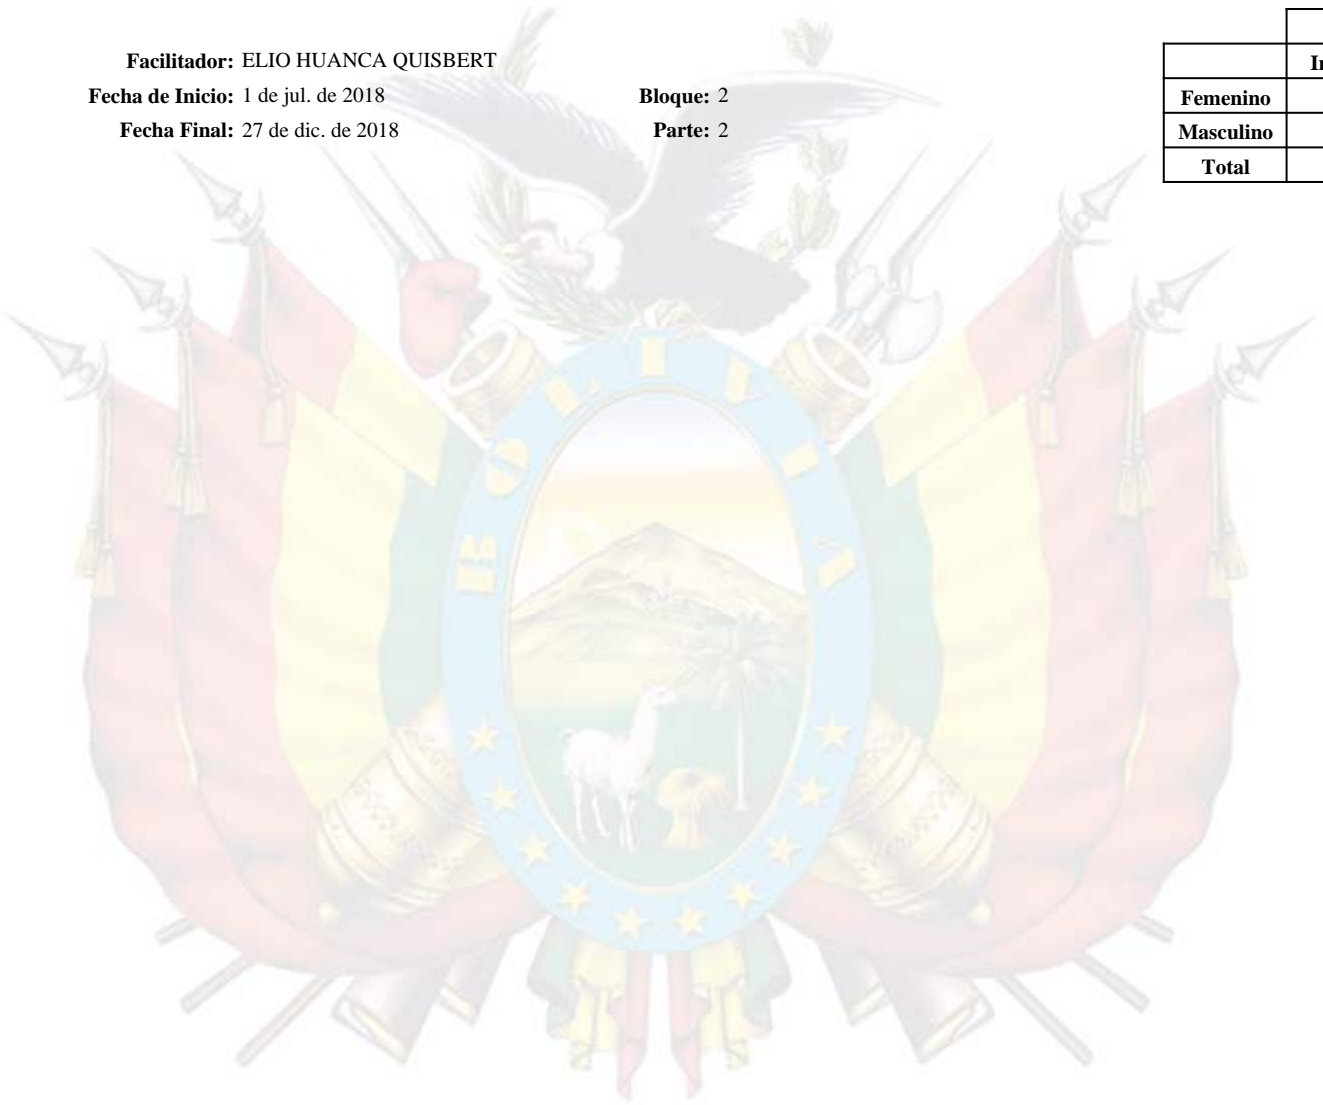 Facilitador: ELIO HUANCA QUISBERT
Fecha de Inicio: 1 de jul. de 2018 Bloque: 2
Fecha Final: 27 de dic. de 2018 Parte: 2
Femenino
Masculino
Total
BOLIVIA